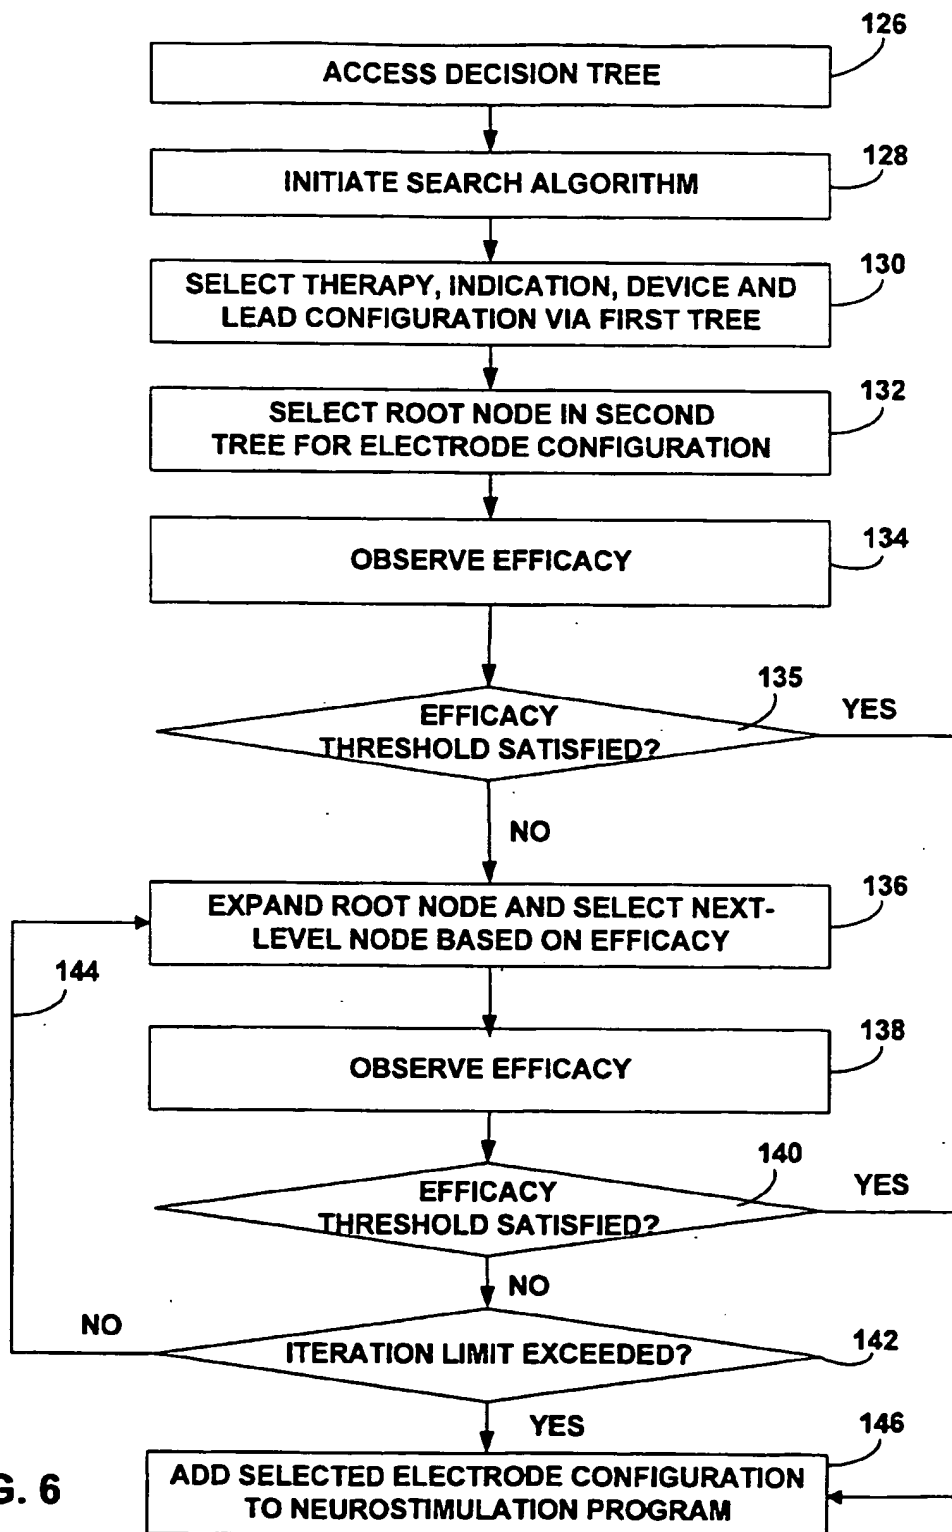 126
ACCESS DECISION TREE
128
INITIATE SEARCH ALGORITHM
130
SELECT THERAPY, INDICATION, DEVICE AND
LEAD CONFIGURATION VIA FIRST TREE
132
SELECT ROOT NODE IN SECOND
TREE FOR ELECTRODE CONFIGURATION
134
OBSERVE EFFICACY
135
YES
EFFICACY
THRESHOLD SATISFIED?
NO
136
EXPAND ROOT NODE AND SELECT NEXT-
LEVEL NODE BASED ON EFFICACY
144
138
OBSERVE EFFICACY
140
YES
EFFICACY
THRESHOLD SATISFIED?
NO
NO
ITERATION LIMIT EXCEEDED?
142
YES
146
ADD SELECTED ELECTRODE CONFIGURATION
TO NEUROSTIMULATION PROGRAM
G. 6